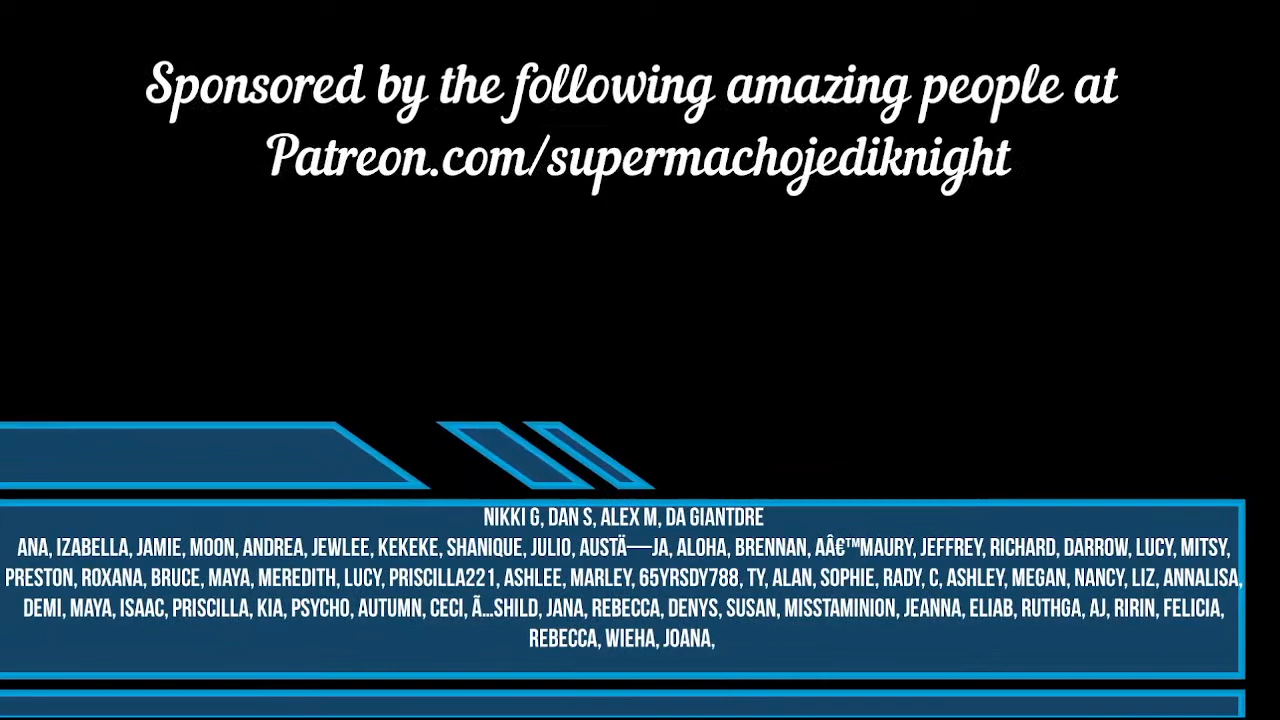 Sponsored by the following amazing people at
Patreon.com/supermachojediknight
NIKKI G, DAN S, ALEX M, DA GIANTDRE
ANA, IZABELLA, JAMIE, MOON, ANDREA, JEWLEE, KEKEKE, SHANIQUE, JULIO, AUSTÄ—JA, ALOHA, BRENNAN, AÂ€™MAURY, JEFFREY, RICHARD, DARROW, LUCY, MITSY,
PRESTON, ROXANA, BRUCE, MAYA, MEREDITH, LUCY, PRISCILLA221, ASHLEE, MARLEY, 65YRSDY788, TY, ALAN, SOPHIE, RADY, C, ASHLEY, MEGAN, NANCY, LIZ, ANNALISA,
DEMI, MAYA, ISAAC, PRISCILLA, KIA, PSYCHO, AUTUMN, CECI, Ã…SHILD, JANA, REBECCA, DENYS, SUSAN, MISSTAMINION, JEANNA, ELIAB, RUTHGA, AJ, RIRIN, FELICIA,
REBECCA, WIEHA, JOANA,